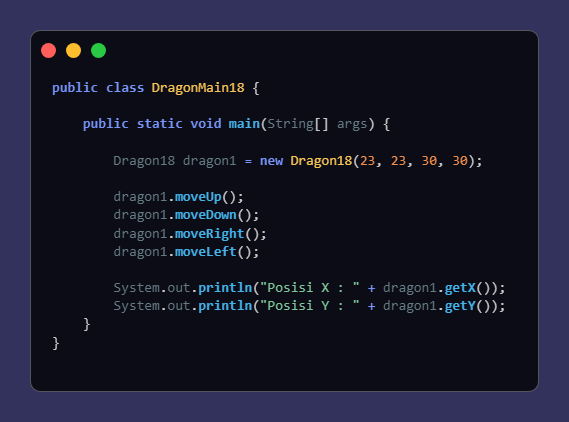 public class DragonMain18 {
public static void main(String[] args) {
Dragon18 dragon1 = new Dragon18(23, 23, 30, 30);
dragon1.moveUp();
dragon1.moveDown();
dragon1.moveRight();
dragon1.moveLeft();
System.out.println("Posisi X : " + dragon1.getX());
System.out.println("Posisi Y : " + dragon1.getY());
}
}